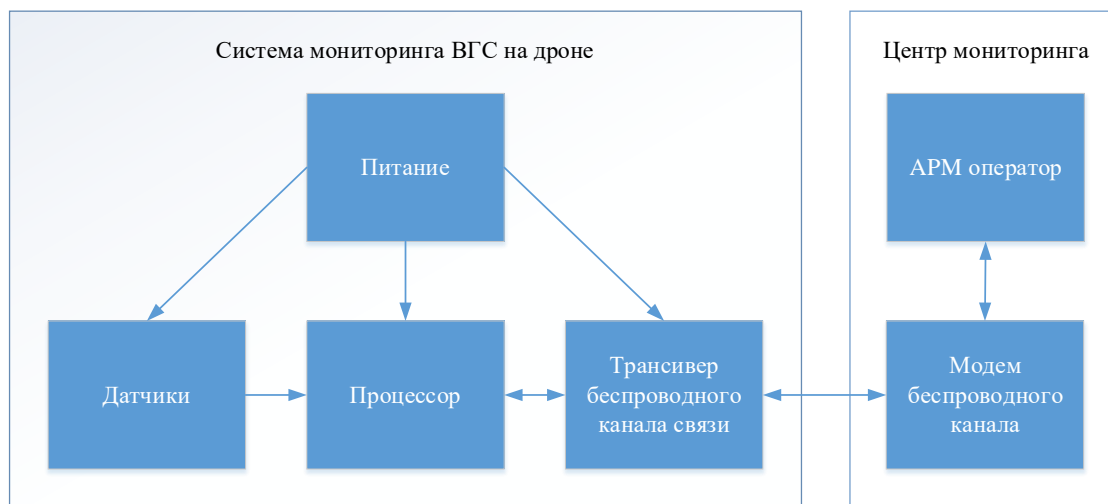 Система мониторинга ВГС на дроне
Центр мониторинга
Питание
АРМ оператор
Датчики
Процессор
Трансивер
беспроводного
канала связи
Модем
беспроводного
канала